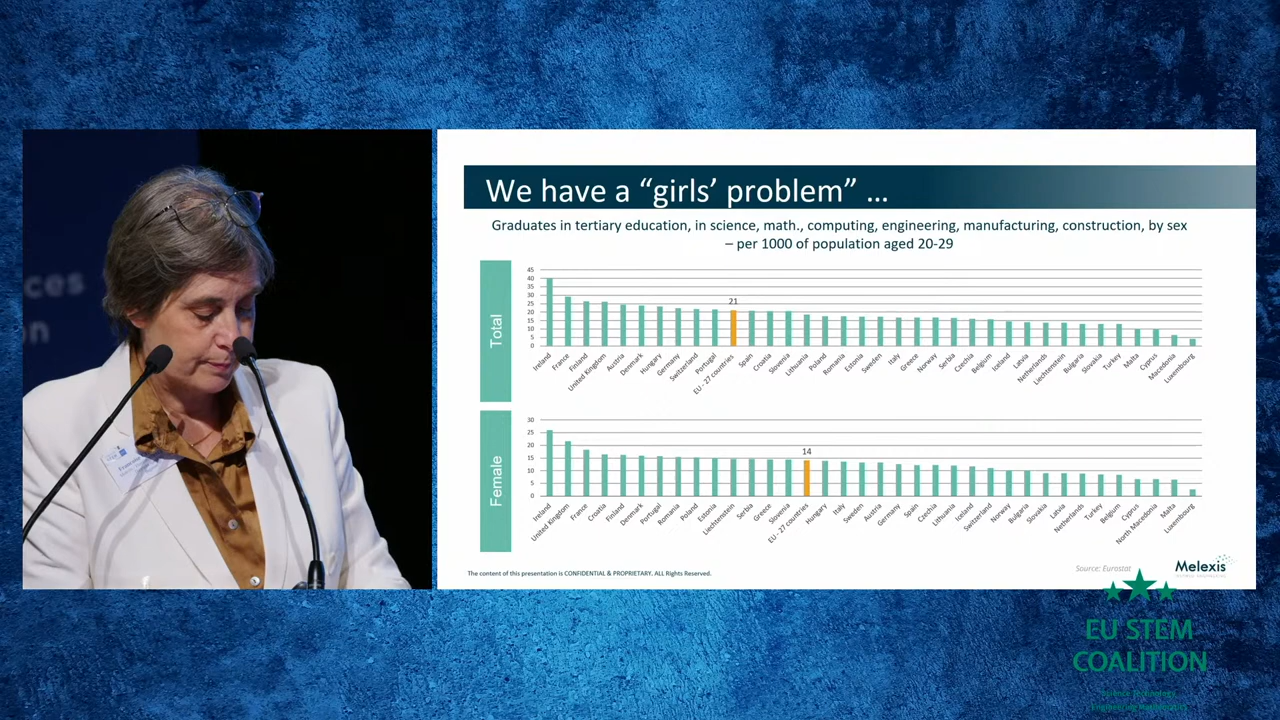 ces
on
We have a “girls’ problem” ...
Graduates in tertiary education, in science, math., computing, engineering, manufacturing, construction, by sex
– per 1000 of population aged 20-29
Total
45
40
35
30
25
20
15
10
5
0
21
Ireland
France
Finland
United Kingdom
Austria
Denmark
Hungary
Germany
Switzerland
Portugal
EU - 27 countries
Spain
Croatia
Slovenia
Lithuania
Poland
Romania
Estonia
Sweden
Italy
Greece
Norway
Serbia
Czechia
Belgium
Iceland
Latvia
Netherlands
Liechtenstein
Bulgaria
Slovakia
Turkey
Malta
Cyprus
Macedonia
Luxembourg
Female
30
25
20
15
10
5
0
14
Ireland
United Kingdom
France
Croatia
Finland
Denmark
Portugal
Romania
Poland
Estonia
Liechtenstein
Serbia
Greece
Slovenia
EU - 27 countries
Hungary
Italy
Sweden
Austria
Germany
Spain
Czechia
Lithuania
Iceland
Switzerland
Norway
Bulgaria
Slovakia
Latvia
Netherlands
Turkey
Belgium
Cyprus
North Macedonia
Malta
Luxembourg
The content of this presentation is CONFIDENTIAL & PROPRIETARY. ALL Rights Reserved.
Source: Eurostat
Melexis
EU STEM
COALITION
Science Technology
Engineering Mathematics